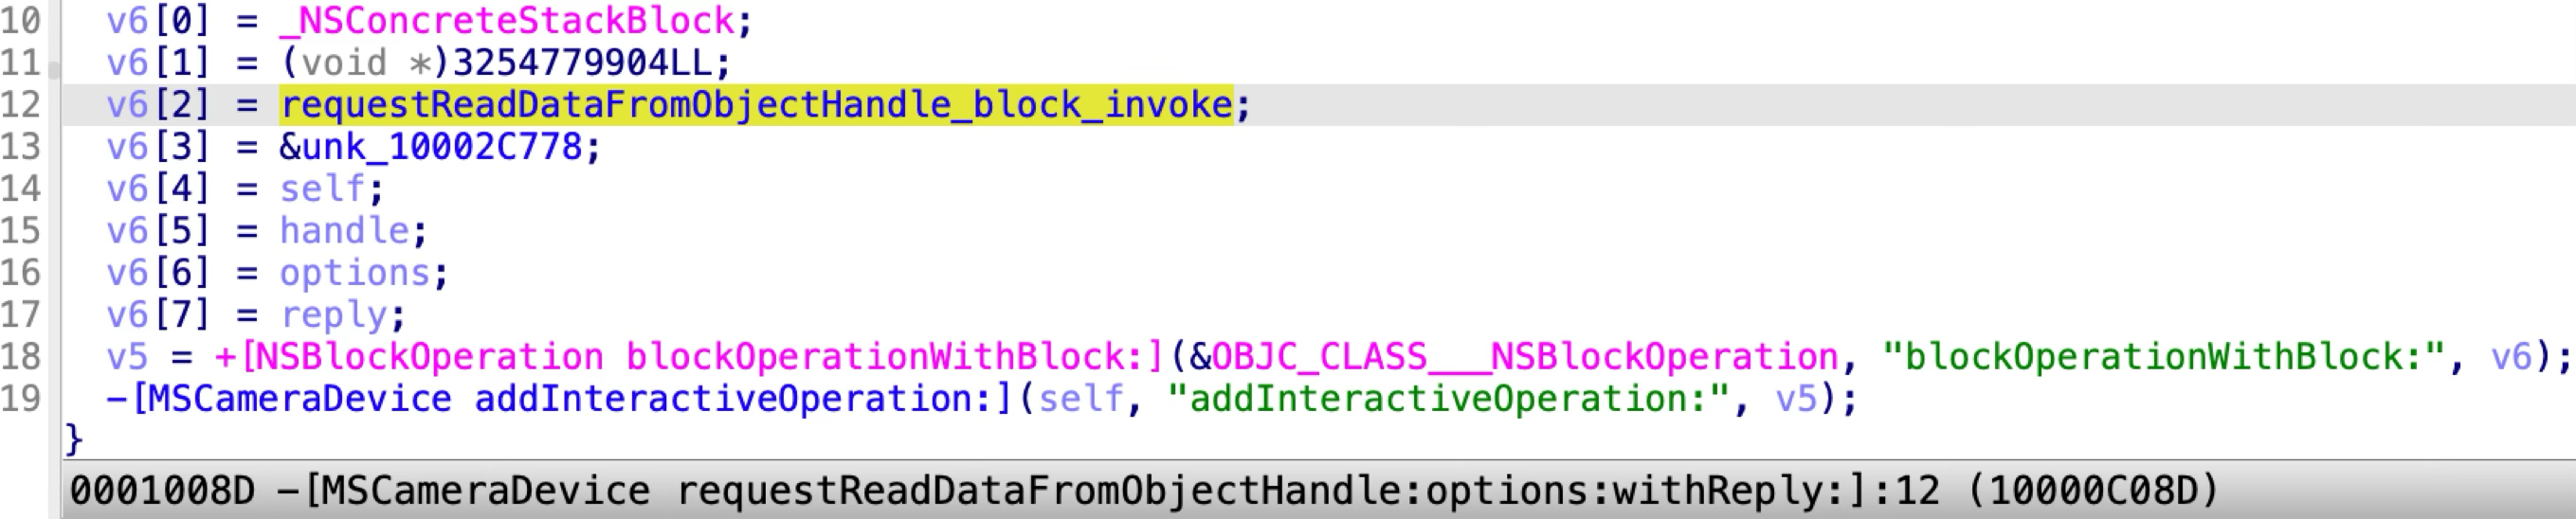 10 v6[0] = _NSConcreteStackBlock;
11 v6[1] = (void *)3254779904LL;
12 v6[2] = requestReadDataFromObjectHandle_block_invoke;
13 v6[3] = &unk_10002C778;
14 v6[4] = self;
15 v6[5] = handle;
16 v6[6] = options;
17 v6[7] = reply;
18 v5 = +[NSBlockOperation blockOperationWithBlock:](&OBJC_CLASS___NSBlockOperation, "blockOperationWithBlock:", v6);
19 -[MSCameraDevice addInteractiveOperation:](self, "addInteractiveOperation:", v5);
}
0001008D -[MSCameraDevice requestReadDataFromObjectHandle:options:withReply:]:12 (10000C08D)